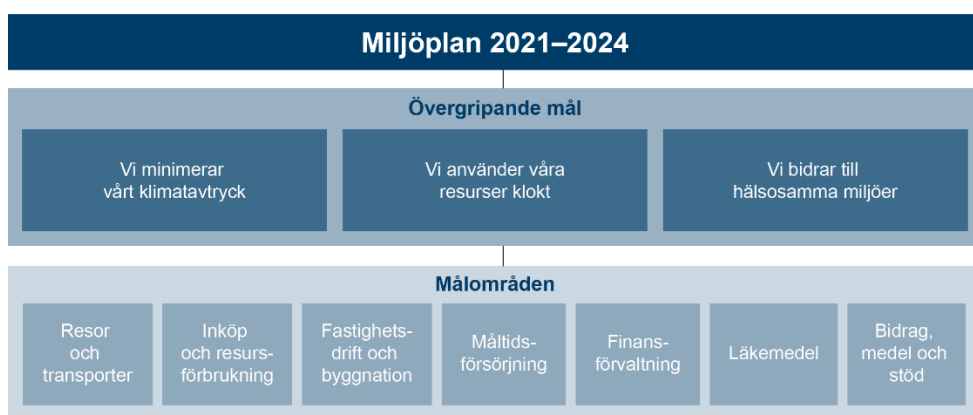 Miljöplan 2021–2024
Övergripande mål
Vi minimerar
vårt klimatavtryck
Vi använder våra
resurser klokt
Vi bidrar till
hälsosamma miljöer
Målområden
Resor
och
transporter
Inköp
och resurs-
förbrukning
Fastighets-
drift och
byggnation
Måltids-
försörjning
Finans-
förvaltning
Läkemedel
Bidrag,
medel och
stöd